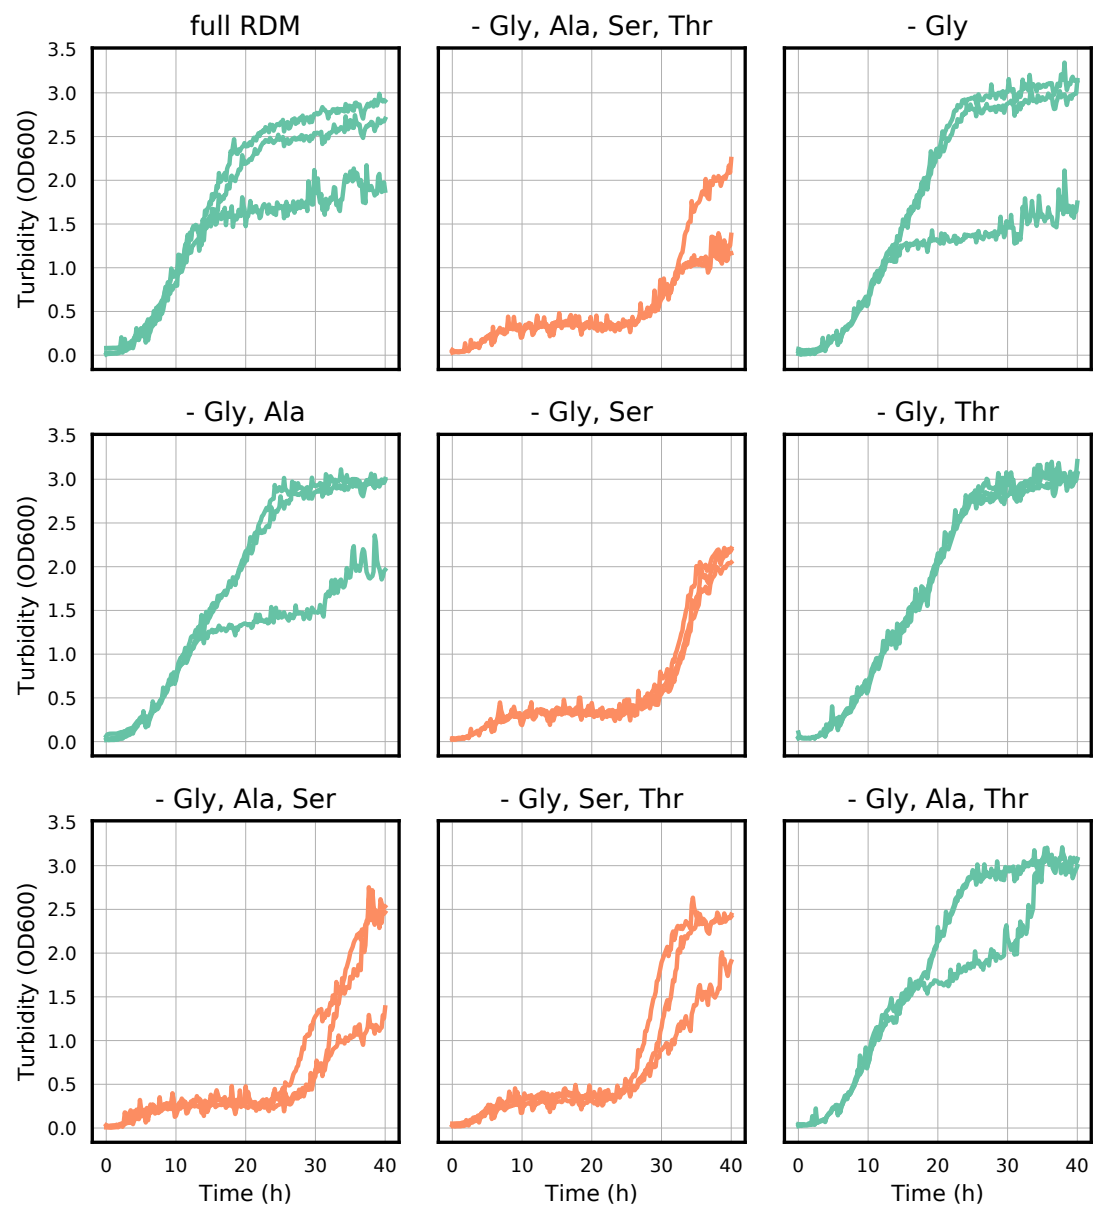 full RDM
- Gly, Ala, Ser, Thr
- Gly
3.5
3.0
2.5
2.0
1.5
1.0
0.5
0.0
Turbidity (OD600)
- Gly, Ala
- Gly, Ser
- Gly, Thr
3.5
3.0
2.5
2.0
1.5
1.0
0.5
0.0
Turbidity (OD600)
- Gly, Ala, Ser
- Gly, Ser, Thr
- Gly, Ala, Thr
3.5
3.0
2.5
2.0
1.5
1.0
0.5
0.0
Turbidity (OD600)
0 10 20 30 40
0 10 20 30 40
0 10 20 30 40
Time (h)
Time (h)
Time (h)